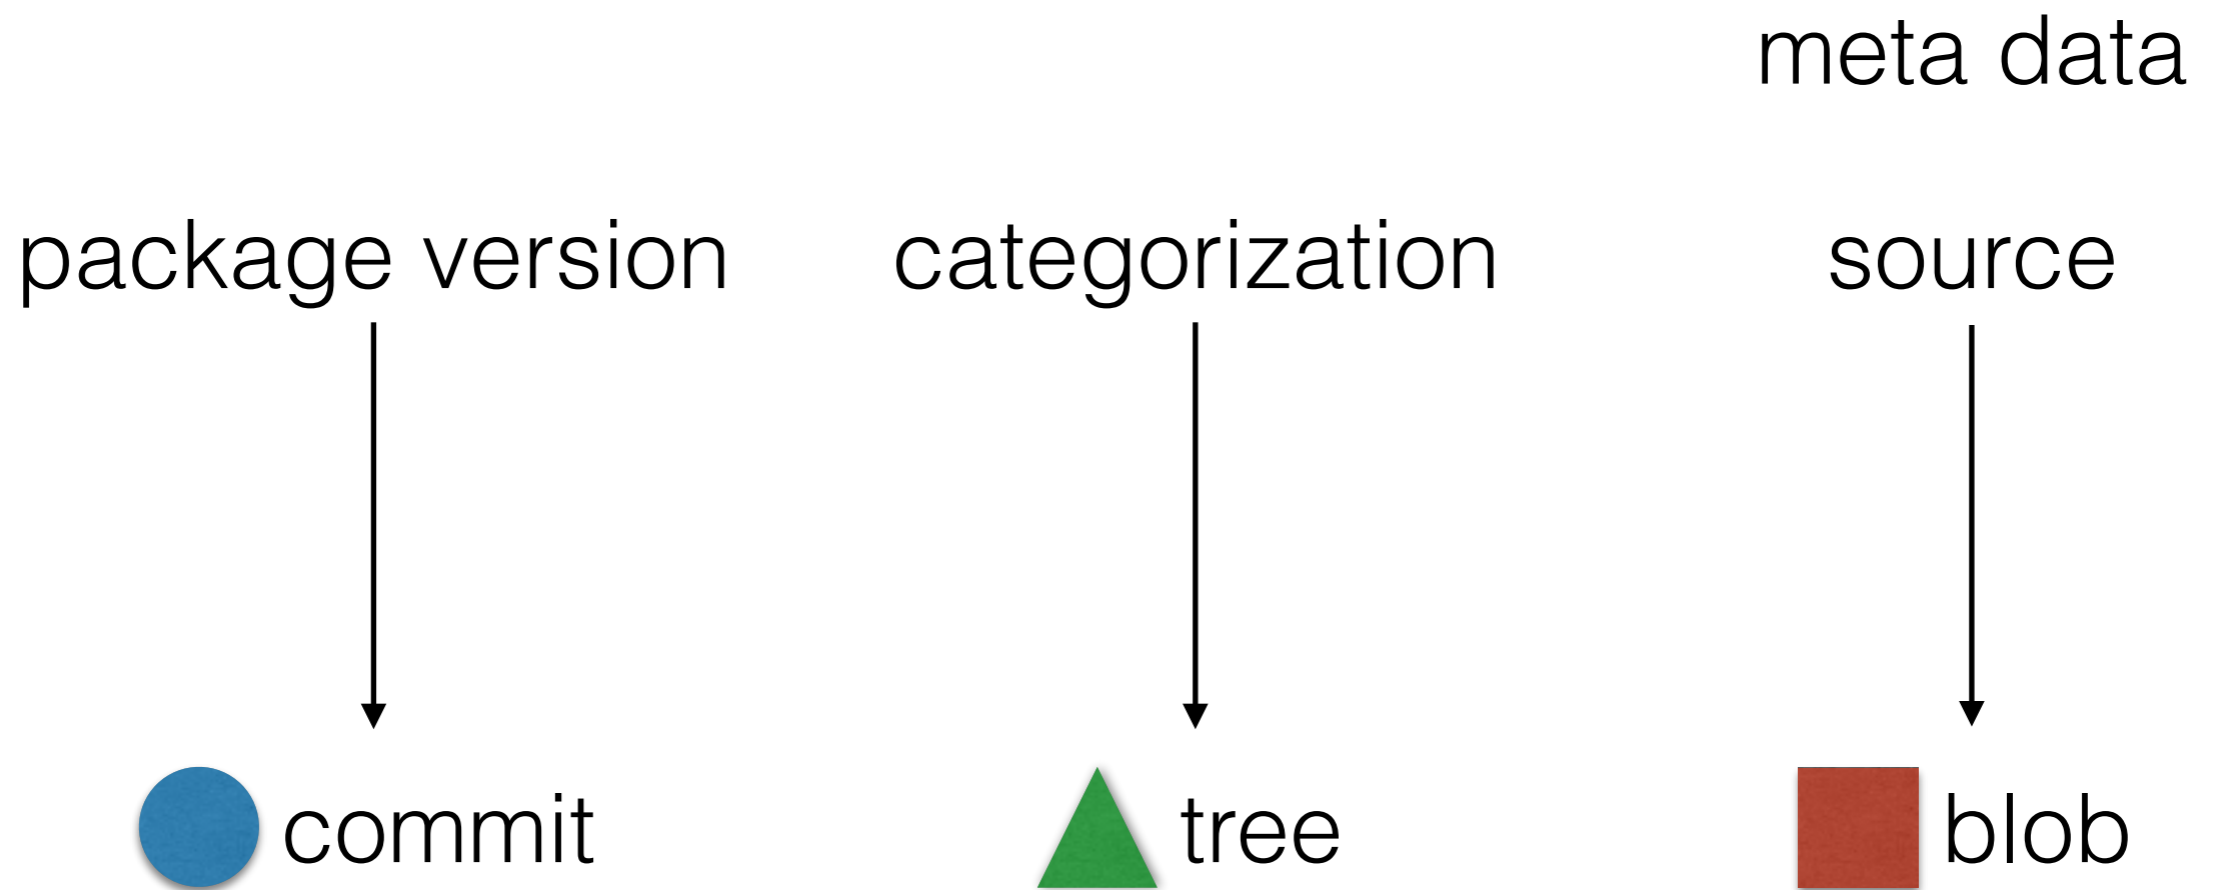 meta data
package version
categorization
source
commit
tree
blob